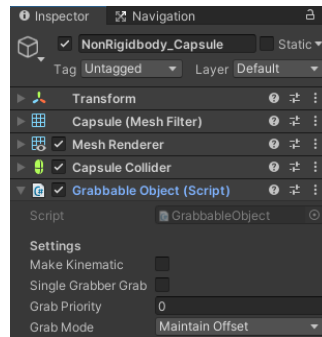 Inspector Navigation
NonRigidbody_Capsule Static
Tag Untagged Layer Default
Transform
Capsule (Mesh Filter)
Mesh Renderer
Capsule Collider
Grabbable Object (Script)
Script GrabbableObject
Settings
Make Kinematic
Single Grabber Grab
Grab Priority 0
Grab Mode Maintain Offset